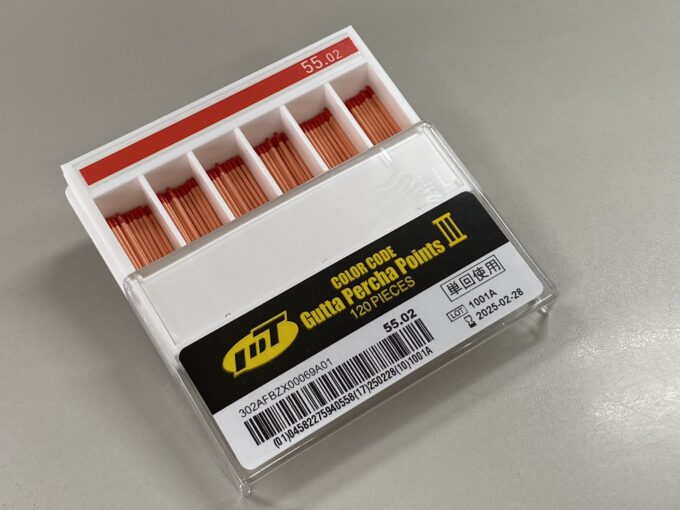 55.02
COLOR CODE
Gutta Percha Points III
120 PIECES
単回使用
LOT 1001A
2025-02-28
55.02
302AFBZX00069A01
(01)04582275940558(17)250228(10)1001A